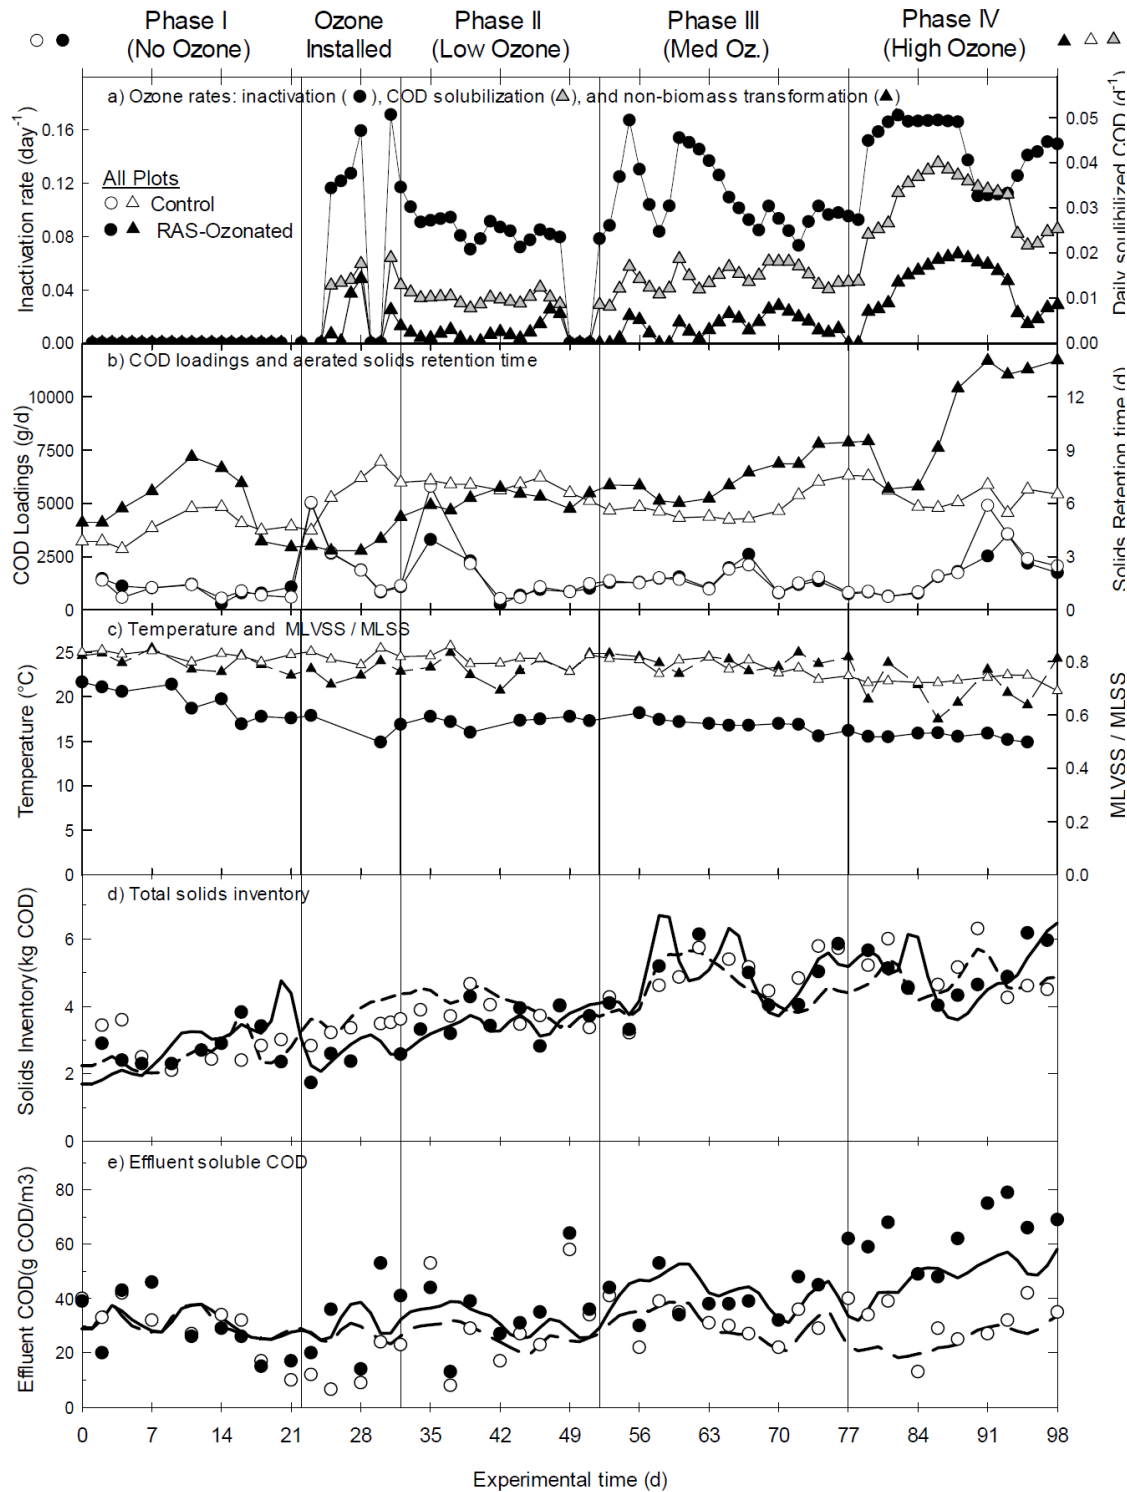 Phase I
(No Ozone)
Ozone
Installed
Phase II
(Low Ozone)
Phase III
(Med Oz.)
Phase IV
(High Ozone)
a) Ozone rates: inactivation ( ), COD solubilization ( ), and non-biomass transformation ( )
Inactivation rate (day⁻¹)
0.16
0.12
0.08
0.04
0.00
All Plots
Control
RAS-Ozonated
0.05
0.04
0.03
0.02
0.01
0.00
Daily soulibilized COD (d⁻¹)
b) COD loadings and aerated solids retention time
COD Loadings (g/d)
10000
7500
5000
2500
0
12
9
6
3
0
Solids Retention time (d)
c) Temperature and MLVSS / MLSS
Temperature (°C)
25
20
15
10
5
0
0.8
0.6
0.4
0.2
0.0
MLVSS / MLSS
d) Total solids inventory
Solids Inventory(kg COD)
6
4
2
0
e) Effluent soluble COD
Effluent COD(g COD/m3)
80
60
40
20
0
0 7 14 21 28 35 42 49 56 63 70 77 84 91 98
Experimental time (d)